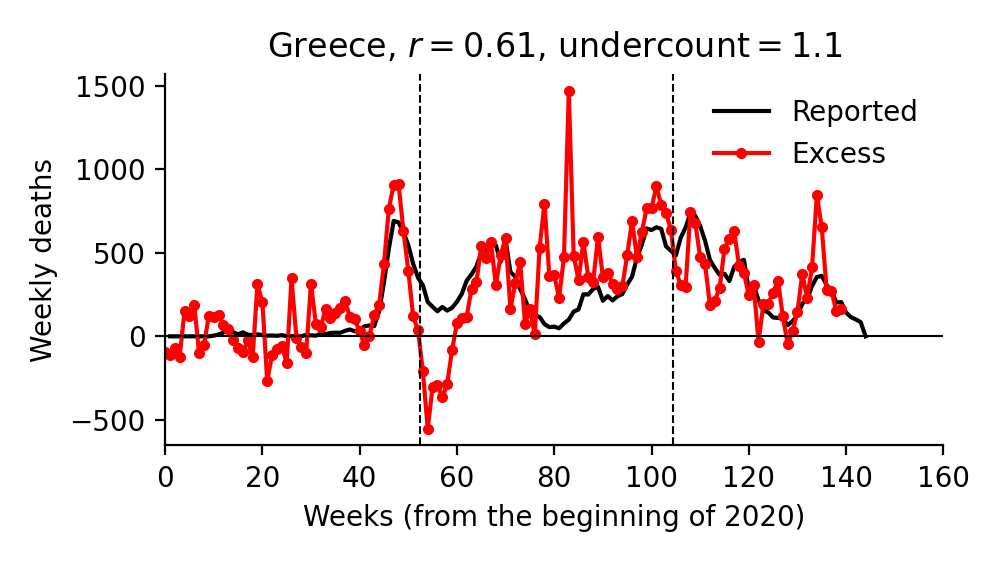 Greece, r = 0.61, undercount = 1.1
Reported
Excess
Weekly deaths
1500
1000
500
0
−500
0 20 40 60 80 100 120 140 160
Weeks (from the beginning of 2020)